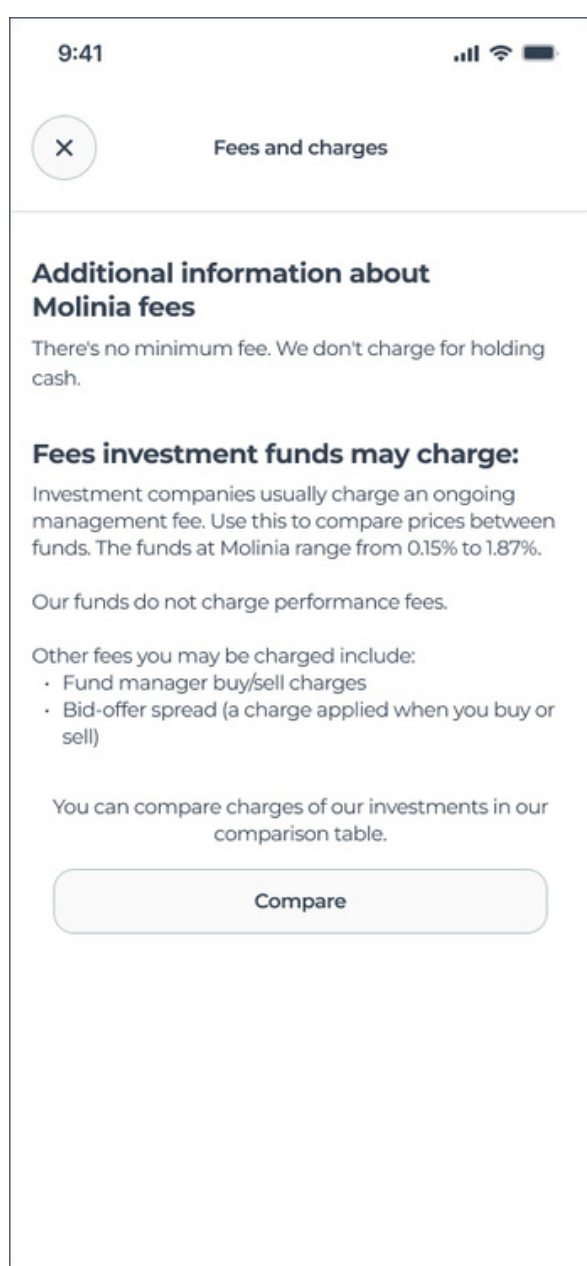 9:41
Fees and charges
Additional information about
Molinia fees
There's no minimum fee. We don't charge for holding
cash.
Fees investment funds may charge:
Investment companies usually charge an ongoing
management fee. Use this to compare prices between
funds. The funds at Molinia range from 0.15% to 1.87%.
Our funds do not charge performance fees.
Other fees you may be charged include:
· Fund manager buy/sell charges
· Bid-offer spread (a charge applied when you buy or
sell)
You can compare charges of our investments in our
comparison table.
Compare